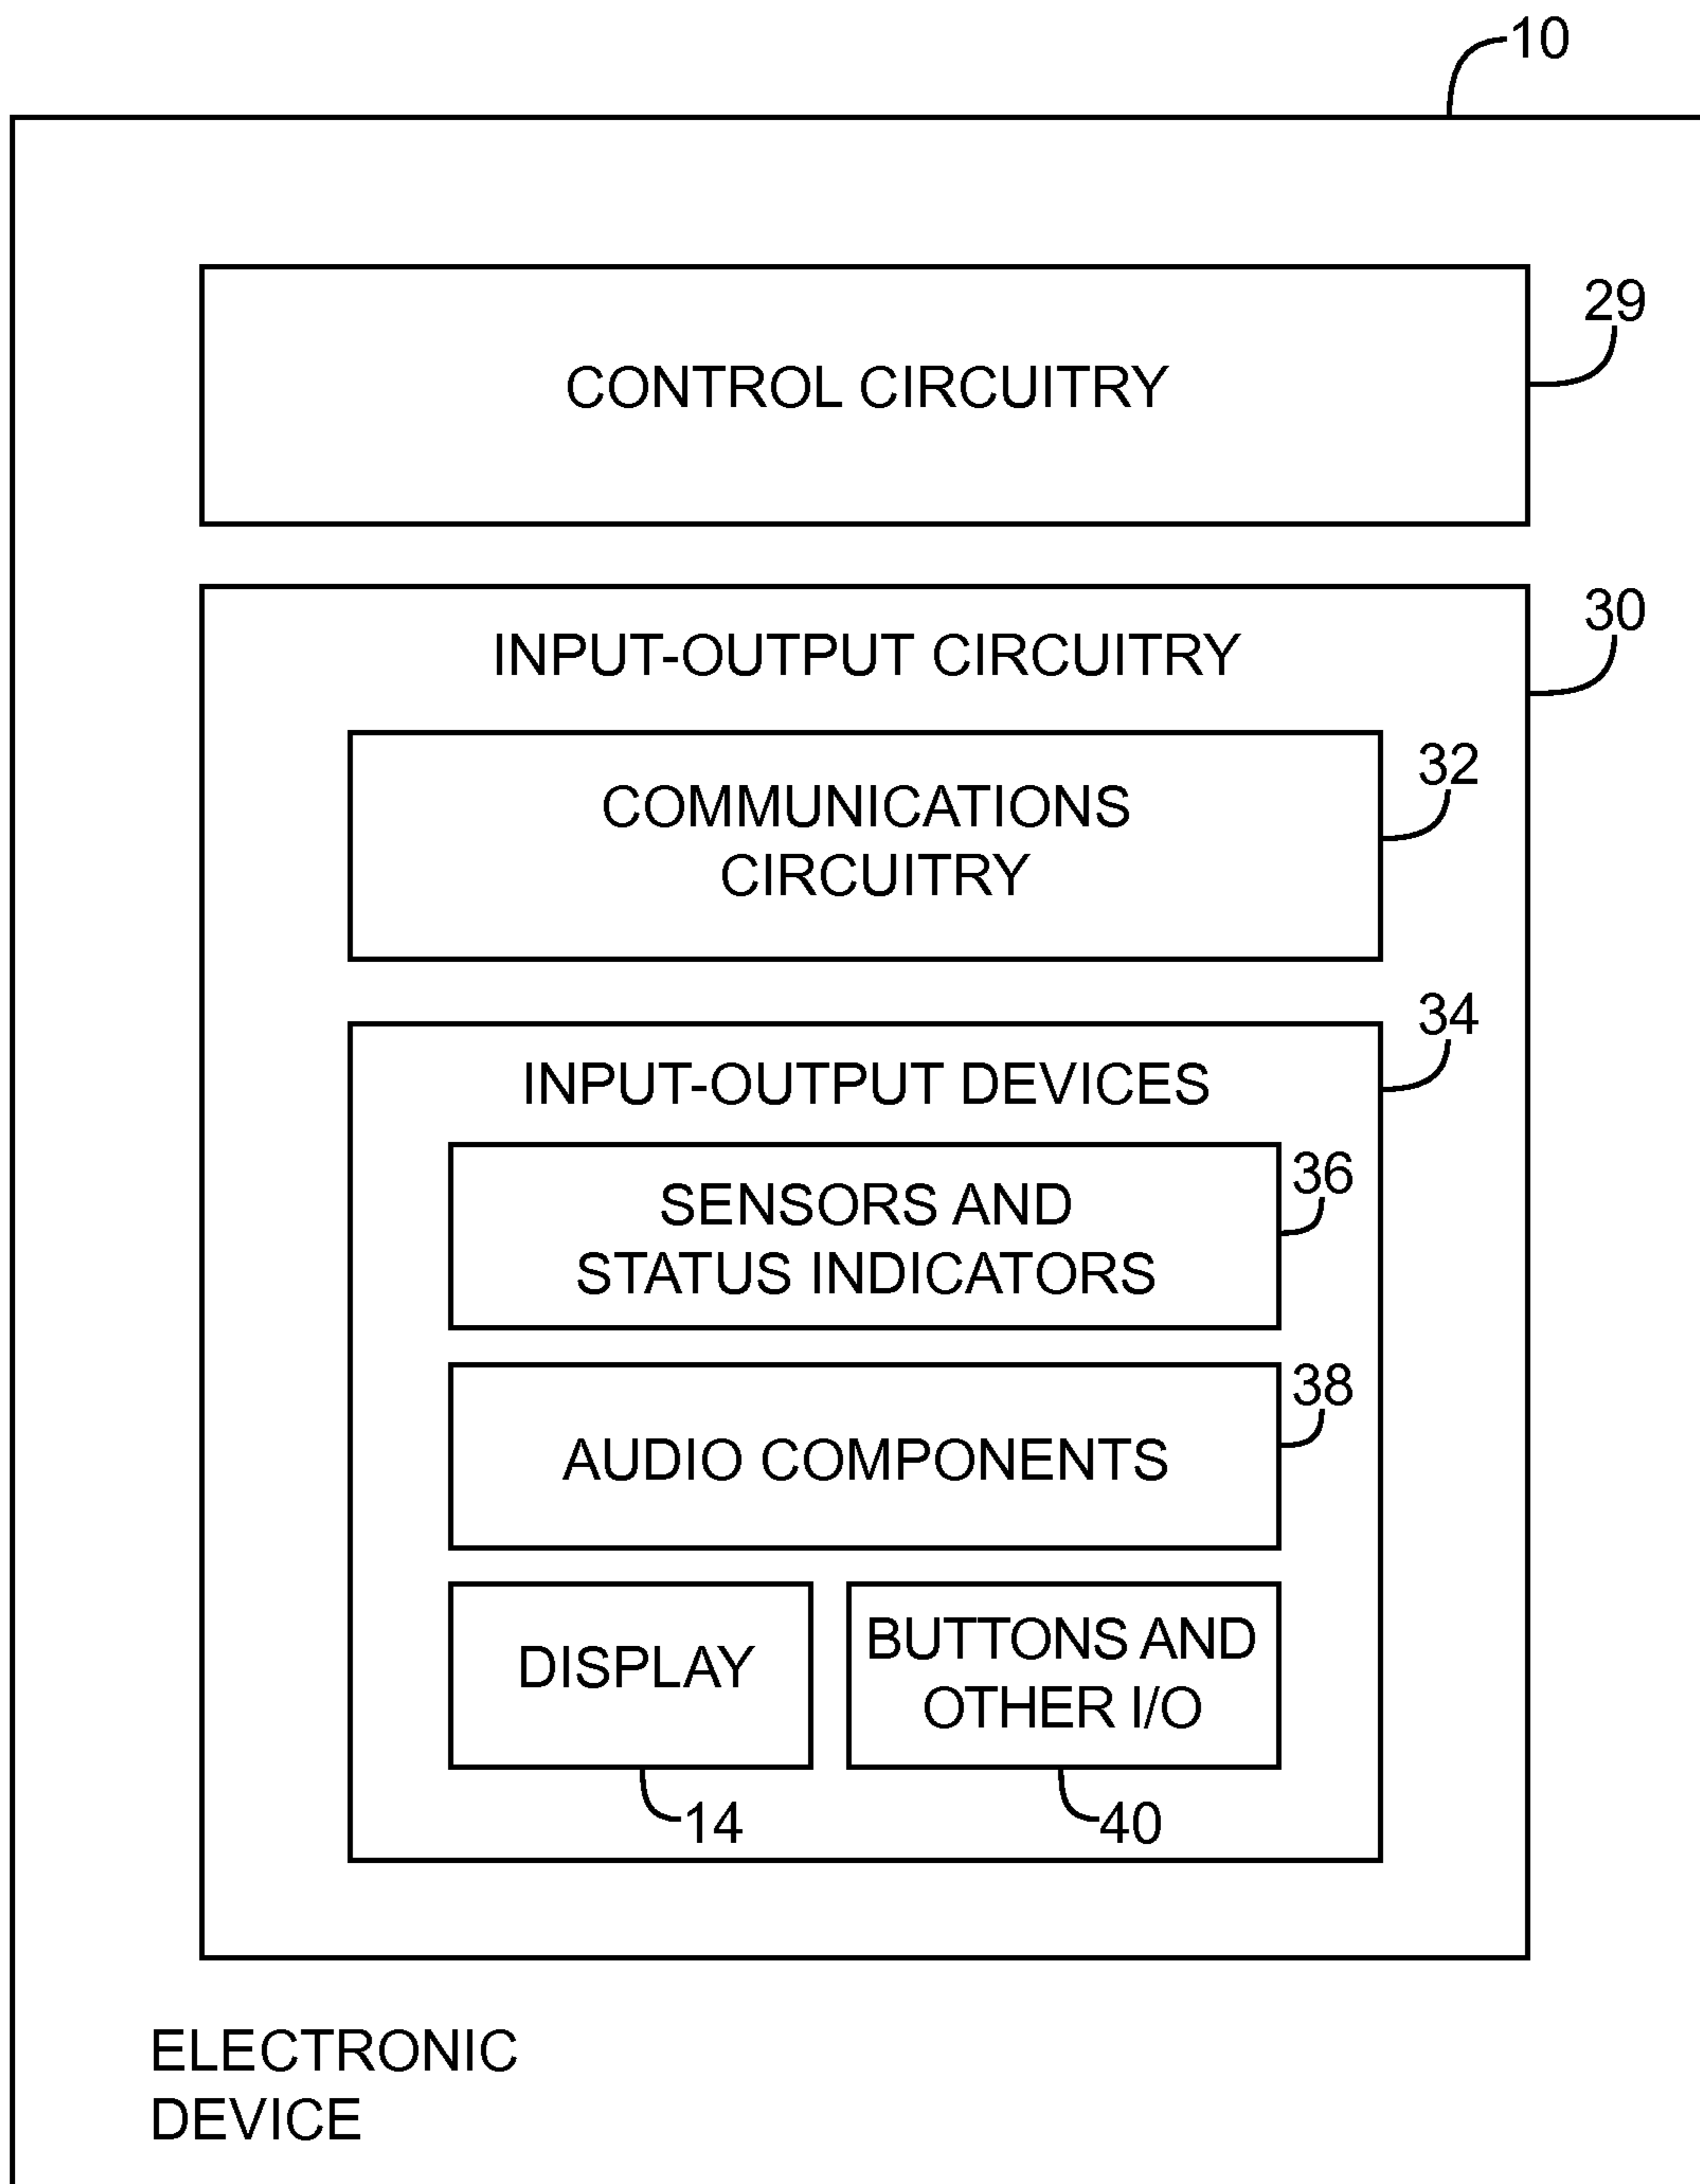 10
CONTROL CIRCUITRY
29
INPUT-OUTPUT CIRCUITRY
30
COMMUNICATIONS
CIRCUITRY
32
INPUT-OUTPUT DEVICES
34
SENSORS AND
STATUS INDICATORS
36
AUDIO COMPONENTS
38
DISPLAY
14
BUTTONS AND
OTHER I/O
40
ELECTRONIC
DEVICE